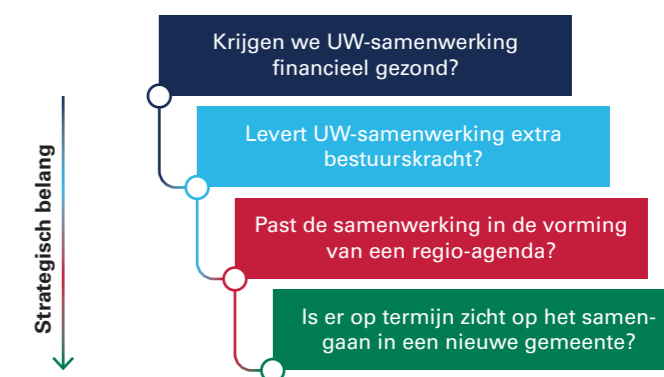 Krijgen we UW-samenwerking
financieel gezond?
Levert UW-samenwerking extra
bestuurskracht?
Past de samenwerking in de vorming
van een regio-agenda?
Is er op termijn zicht op het samen-
gaan in een nieuwe gemeente?
Strategisch belang